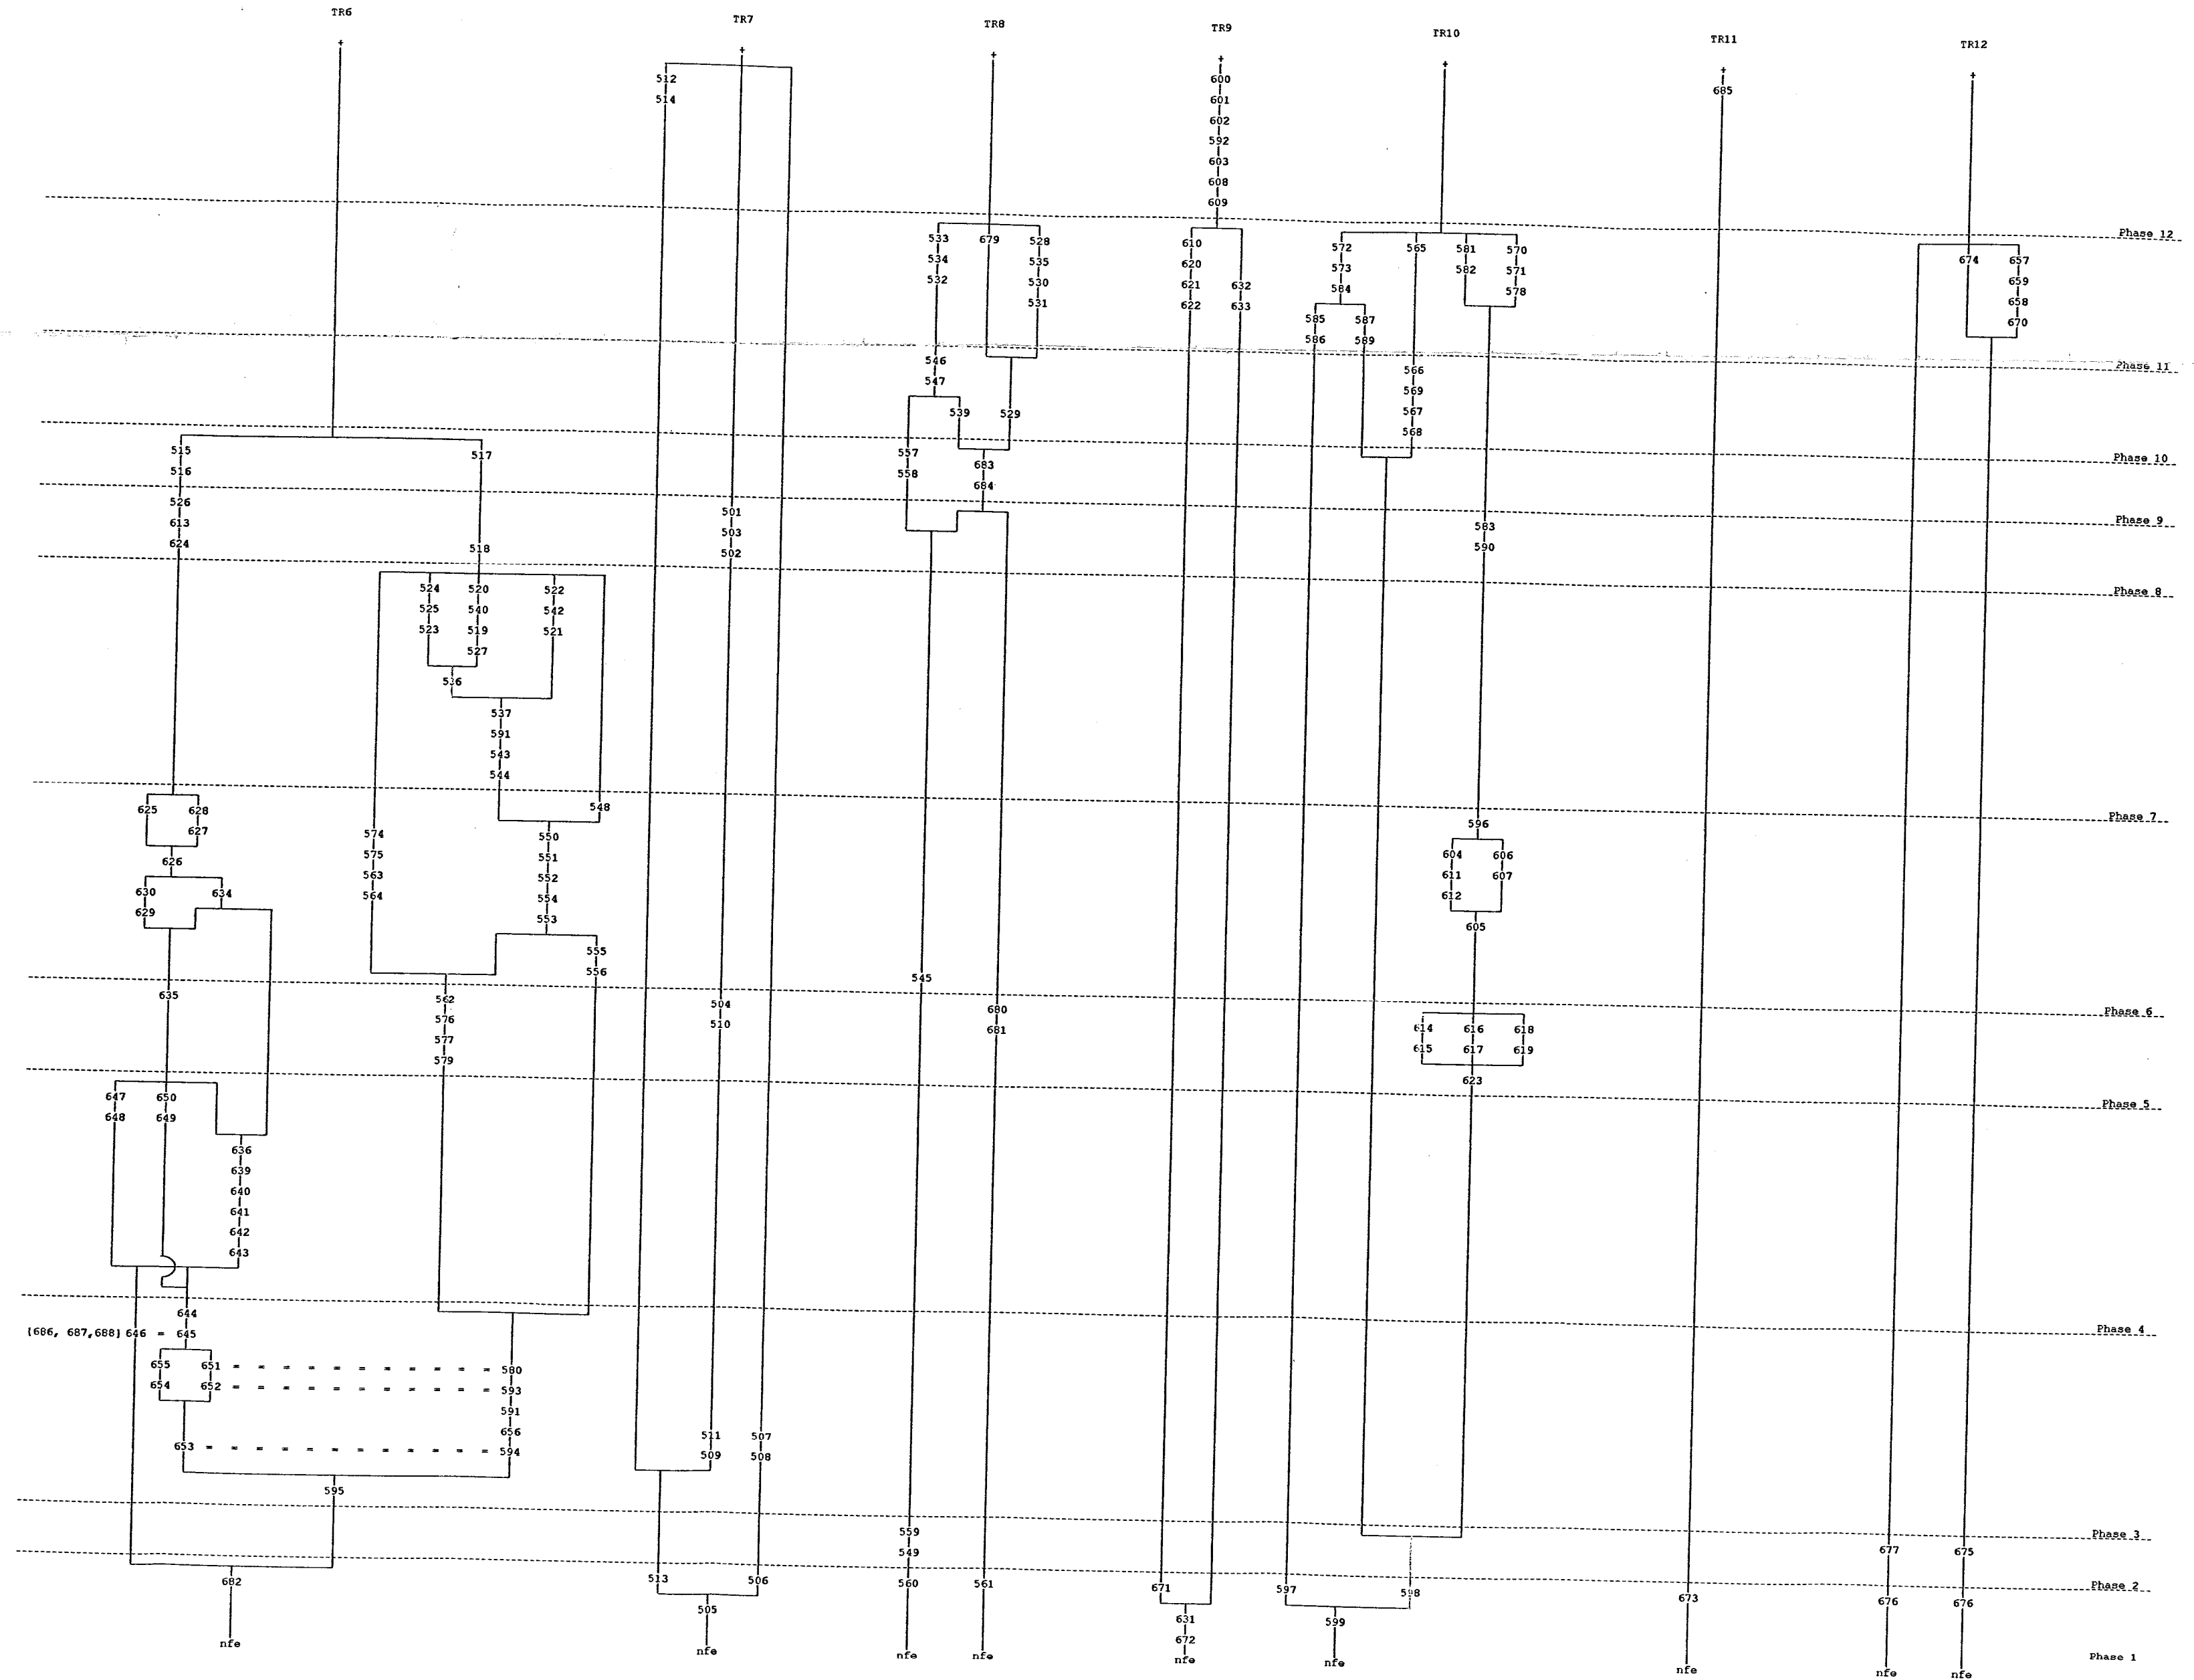 TR6 TR7 TR8 TR9 TR10 TR11 TR12
+ + + + + + +
512 600 685
514 601
602
592
603
608
609
Phase 12
533 679 528 610 572 565 581 570 674 657
534 535 620 573 582 571 659
532 530 621 632 584 578 658
531 622 633 585 587 670
586 589
Phase 11
546 566
547 569
539 529 567
568
Phase 10
515 517 557 683
516 558 684
Phase 9
526 501 583
613 503 590
624 518 502
Phase 8
524 520 522
525 540 542
523 519 521
527
536
537
591
543
544
Phase 7
625 628 548 596
627 574 550 604 606
626 575 551 611 607
630 634 563 552 612
629 564 554 605
553
555
556 545
Phase 6
635 562 504 680 614 616 618
576 510 681 615 617 619
577
579
Phase 5
647 650 623
648 649
636
639
640
641
642
643
Phase 4
644
{686, 687,688} 646 = 645
655 651 = = = = = = = = = = = 580
654 652 = = = = = = = = = = = 593
591
656 511 507
653 = = = = = = = = = = = = 594 509 508
595
Phase 3
559 677 675
549
Phase 2
682 513 506 560 561 671 597 598 673 676 676
505 631 599
672
nfe nfe nfe nfe nfe nfe nfe nfe nfe
Phase 1